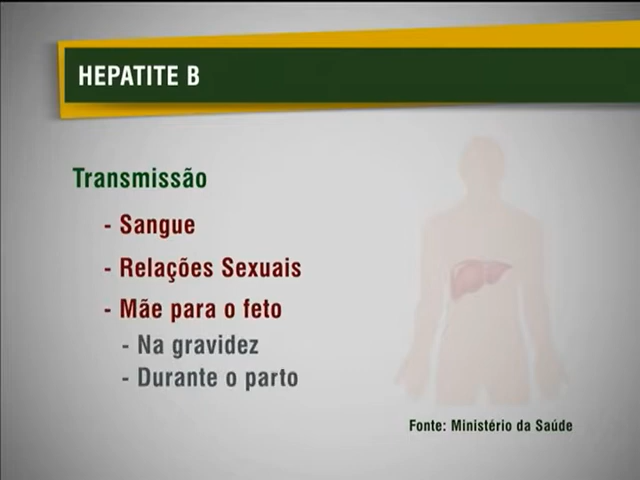 HEPATITE B
Transmissão
- Sangue
- Relações Sexuais
- Mãe para o feto
- Na gravidez
- Durante o parto
Fonte: Ministério da Saúde